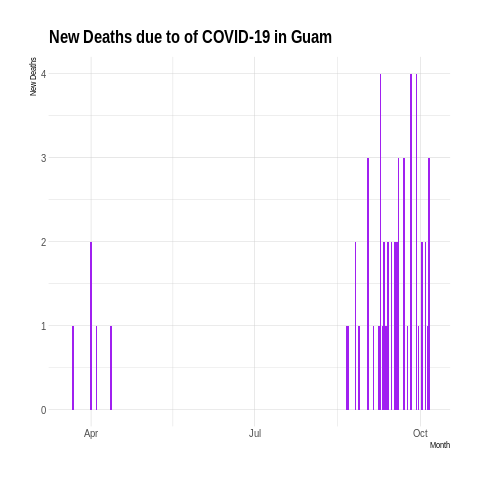 New Deaths due to of COVID-19 in Guam
New Deaths
4
3
2
1
0
Apr
Jul
Oct
Month